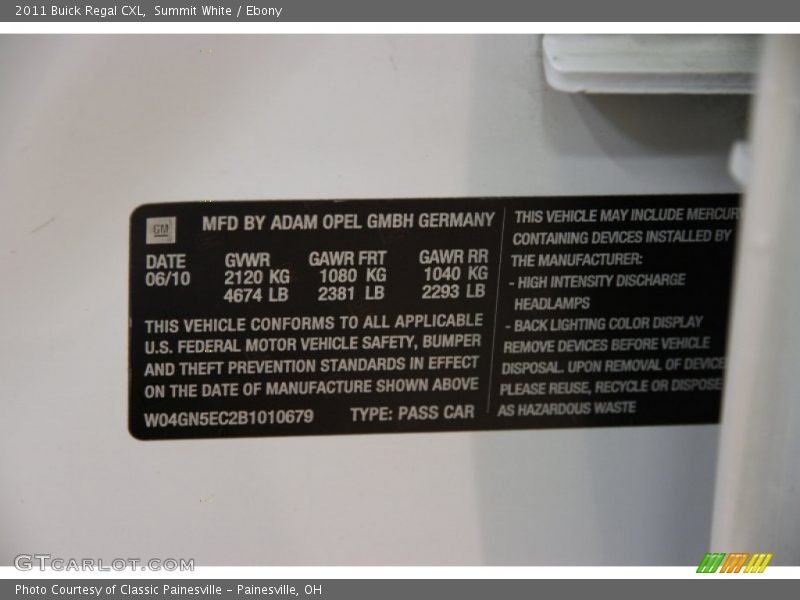 2011 Buick Regal CXL, Summit White / Ebony
GM
MFD BY ADAM OPEL GMBH GERMANY
DATE GVWR GAWR FRT GAWR RR
06/10 2120 KG 1080 KG 1040 KG
4674 LB 2381 LB 2293 LB
THIS VEHICLE CONFORMS TO ALL APPLICABLE
U.S. FEDERAL MOTOR VEHICLE SAFETY, BUMPER
AND THEFT PREVENTION STANDARDS IN EFFECT
ON THE DATE OF MANUFACTURE SHOWN ABOVE
W04GN5EC2B1010679 TYPE: PASS CAR
THIS VEHICLE MAY INCLUDE MERCUR
CONTAINING DEVICES INSTALLED BY
THE MANUFACTURER:
- HIGH INTENSITY DISCHARGE
HEADLAMPS
- BACK LIGHTING COLOR DISPLAY
REMOVE DEVICES BEFORE VEHICLE
DISPOSAL. UPON REMOVAL OF DEVICE
PLEASE REUSE, RECYCLE OR DISPOSE
AS HAZARDOUS WASTE
GTCARLOT.COM
Photo Courtesy of Classic Painesville - Painesville, OH